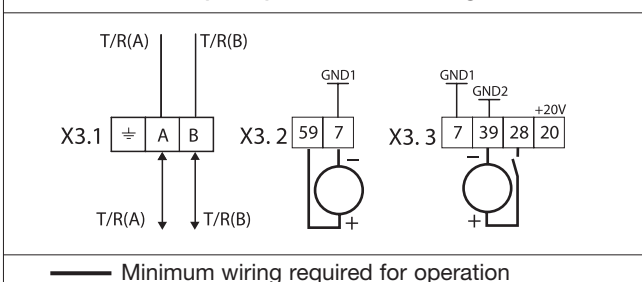 T/R(A) T/R(B)
GND1 GND1
GND2
+20V
X3.1 ⏚ A B X3. 2 59 7 X3. 3 7 39 28 20
− −
+ +
T/R(A) T/R(B)
Minimum wiring required for operation